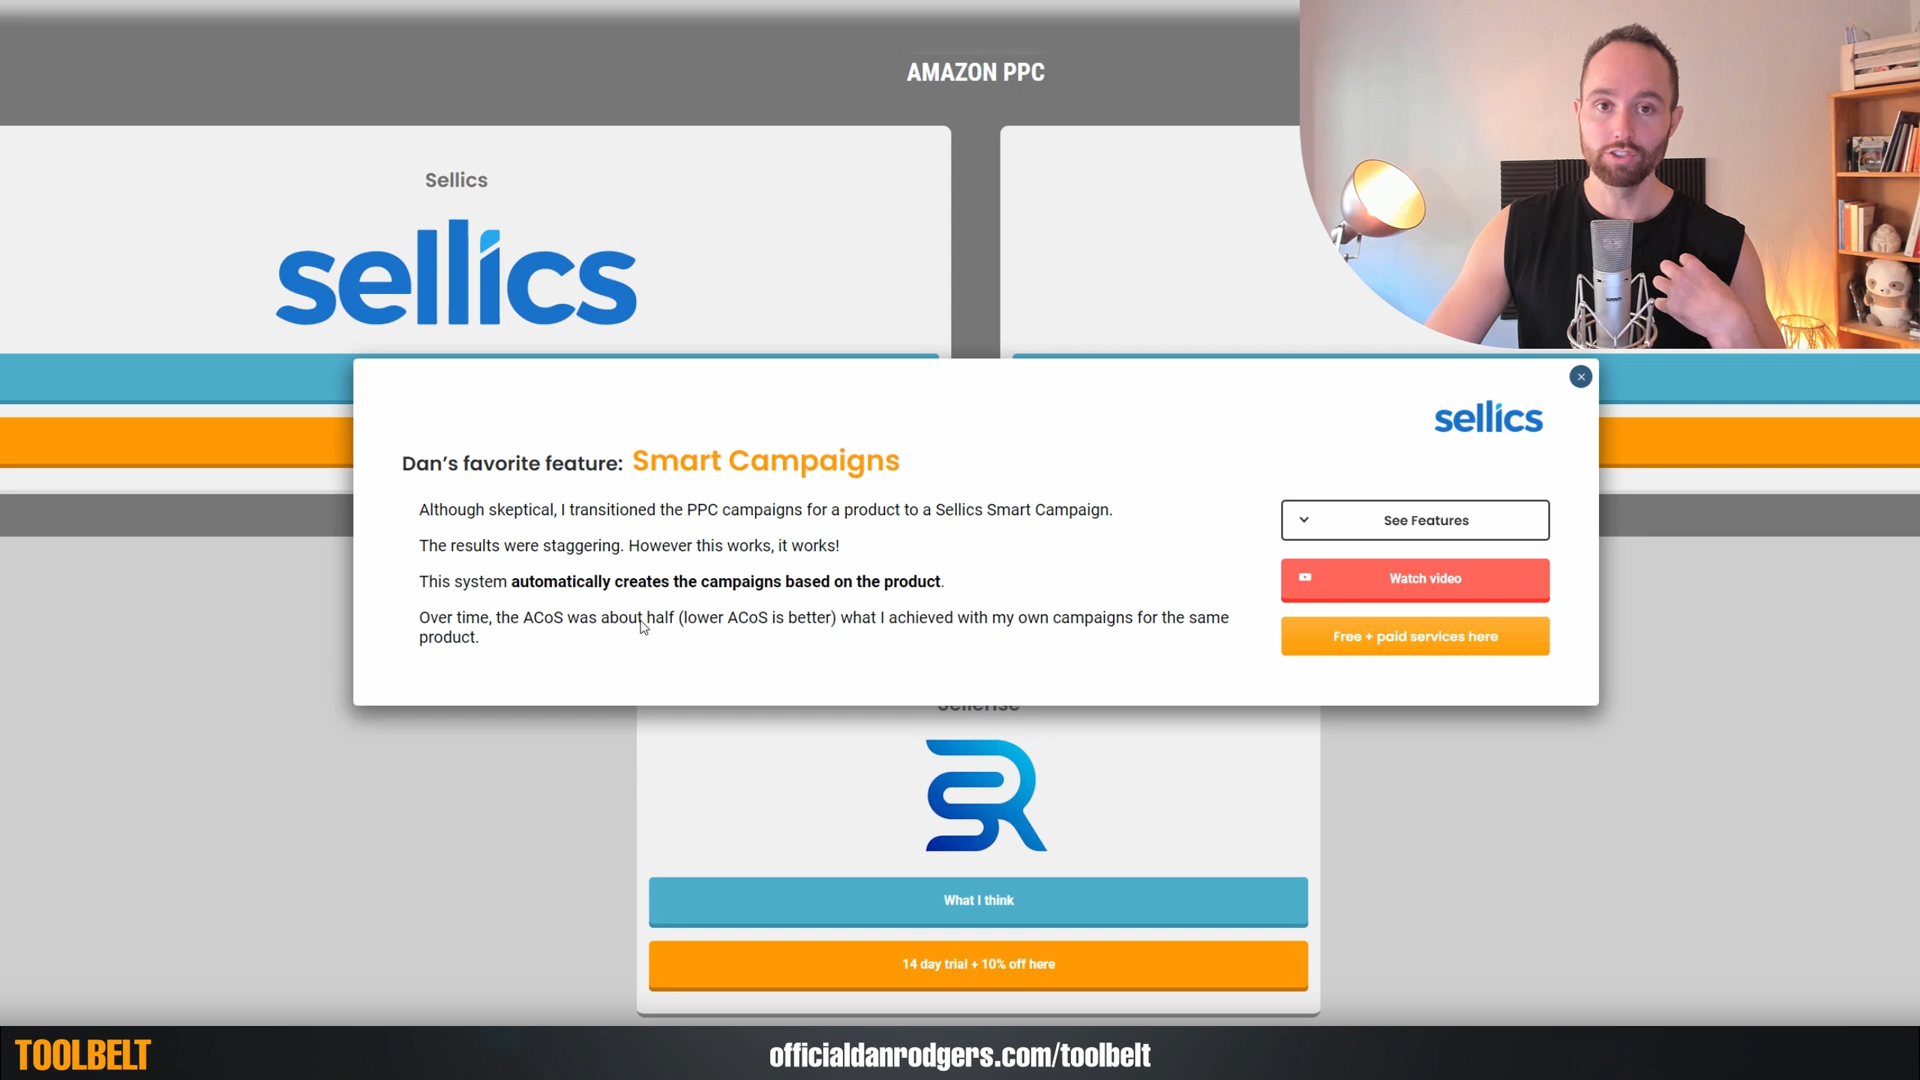 AMAZON PPC
Sellics
sellics
sellics
Dan's favorite feature: Smart Campaigns
Although skeptical, I transitioned the PPC campaigns for a product to a Sellics Smart Campaign.
The results were staggering. However this works, it works!
This system automatically creates the campaigns based on the product.
Over time, the ACoS was about half (lower ACoS is better) what I achieved with my own campaigns for the same
product.
See Features
Watch video
Free + paid services here
Sellerise
SR
What I think
14 day trial + 10% off here
TOOLBELT
officialdanrodgers.com/toolbelt